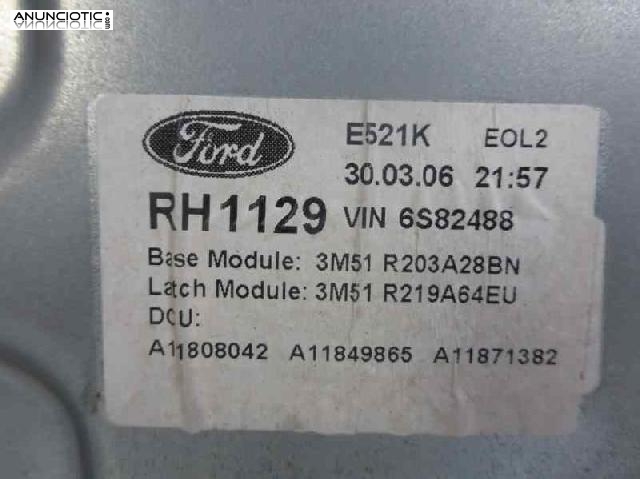 ANUNCIOTIC.com
Ford
E521K EOL2
30.03.06 21:57
RH1129 VIN 6S82488
Base Module: 3M51 R203A28BN
Latch Module: 3M51 R219A64EU
DCU:
A11808042 A11849865 A11871382